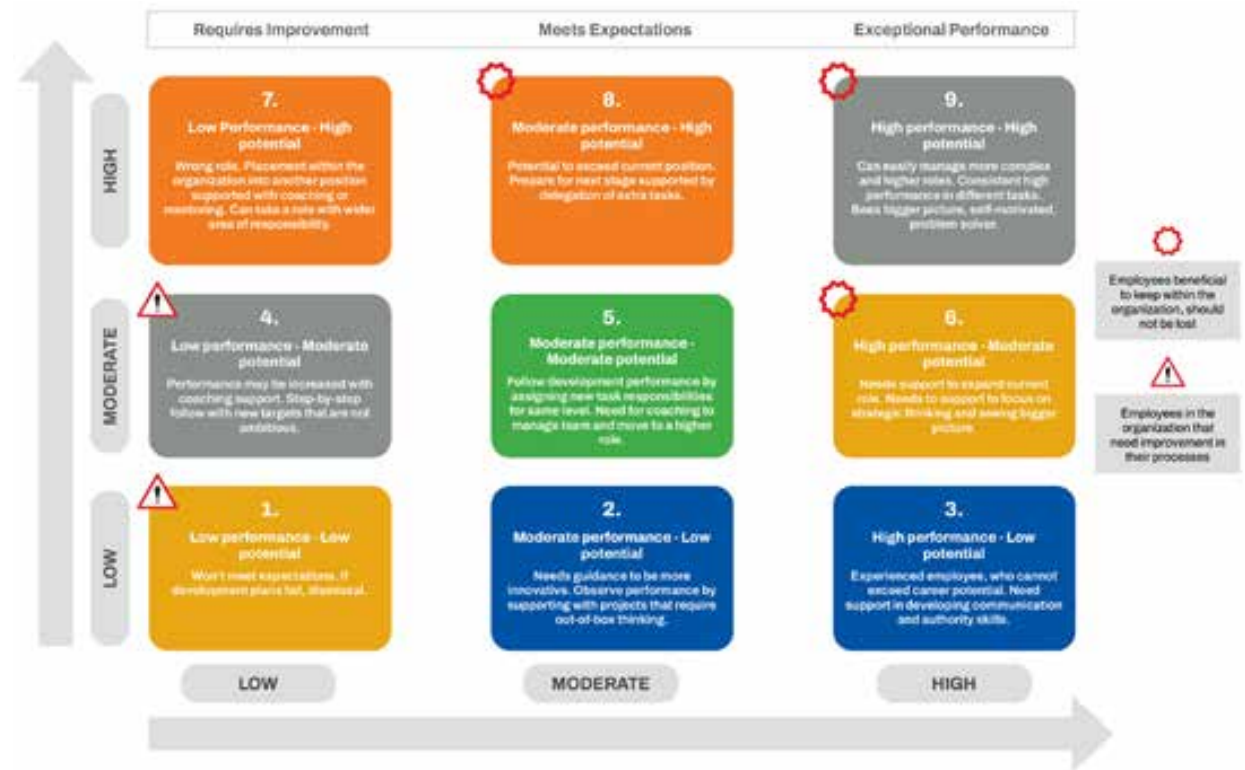 Requires Improvement
Meets Expectations
Exceptional Performance
HIGH
7.
Low Performance - High
potential
Wrong role. Placement within the
organization into another position
supported with coaching or
mentoring. Can take a role with wider
area of responsibility
8.
Moderate performance - High
potential
Potential to exceed current position.
Prepare for next stage supported by
delegation of extra tasks.
9.
High performance - High
potential
Can easily manage more complex
and higher roles. Consistent high
performance in different tasks.
Sees bigger picture, self-motivated,
problem solver.
MODERATE
4.
Low performance - Moderate
potential
Performance may be increased with
coaching support. Step-by-step
follow with new targets that are not
ambitious.
5.
Moderate performance -
Moderate potential
Follow development performance by
assigning new task responsibilities
for same level. Need for coaching to
manage team and move to a higher
role.
6.
High performance - Moderate
potential
Needs support to expand current
role. Needs to support to focus on
strategic thinking and seeing bigger
picture
LOW
1.
Low performance - Low
potential
Won't meet expectations. If
development plans fail, dismissal.
2.
Moderate performance - Low
potential
Needs guidance to be more
innovative. Observe performance by
supporting with projects that require
out-of-box thinking.
3.
High performance - Low
potential
Experienced employee, who cannot
exceed career potential. Need
support in developing communication
and authority skills.
LOW
MODERATE
HIGH
Employees beneficial
to keep within the
organization, should
not be lost
Employees in the
organization that
need improvement in
their processes